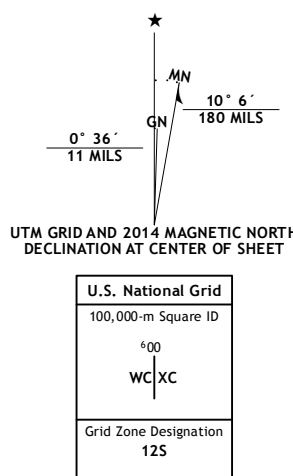 ★
MN
GN
10° 6´
180 MILS
0° 36´
11 MILS
UTM GRID AND 2014 MAGNETIC NORTH
DECLINATION AT CENTER OF SHEET
U.S. National Grid
100,000-m Square ID
⁶00
WC XC
Grid Zone Designation
12S